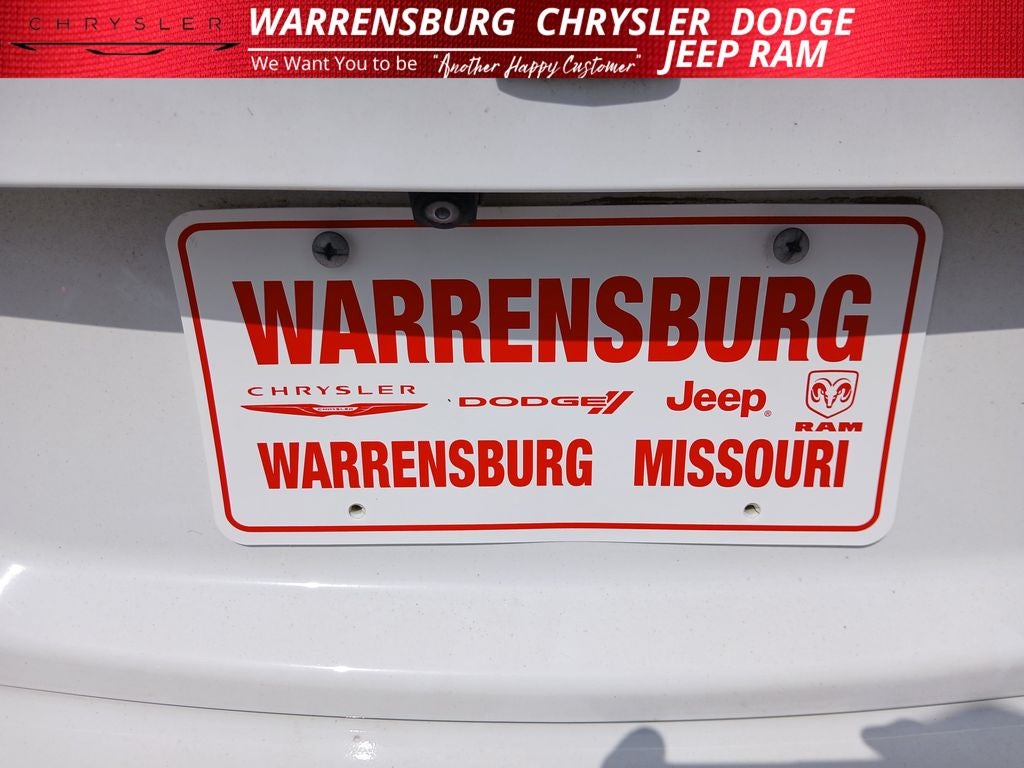 CHRYSLER
WARRENSBURG CHRYSLER DODGE
JEEP RAM
We Want You to be "Another Happy Customer"
WARRENSBURG
CHRYSLER DODGE Jeep® RAM
CHRYSLER
WARRENSBURG MISSOURI